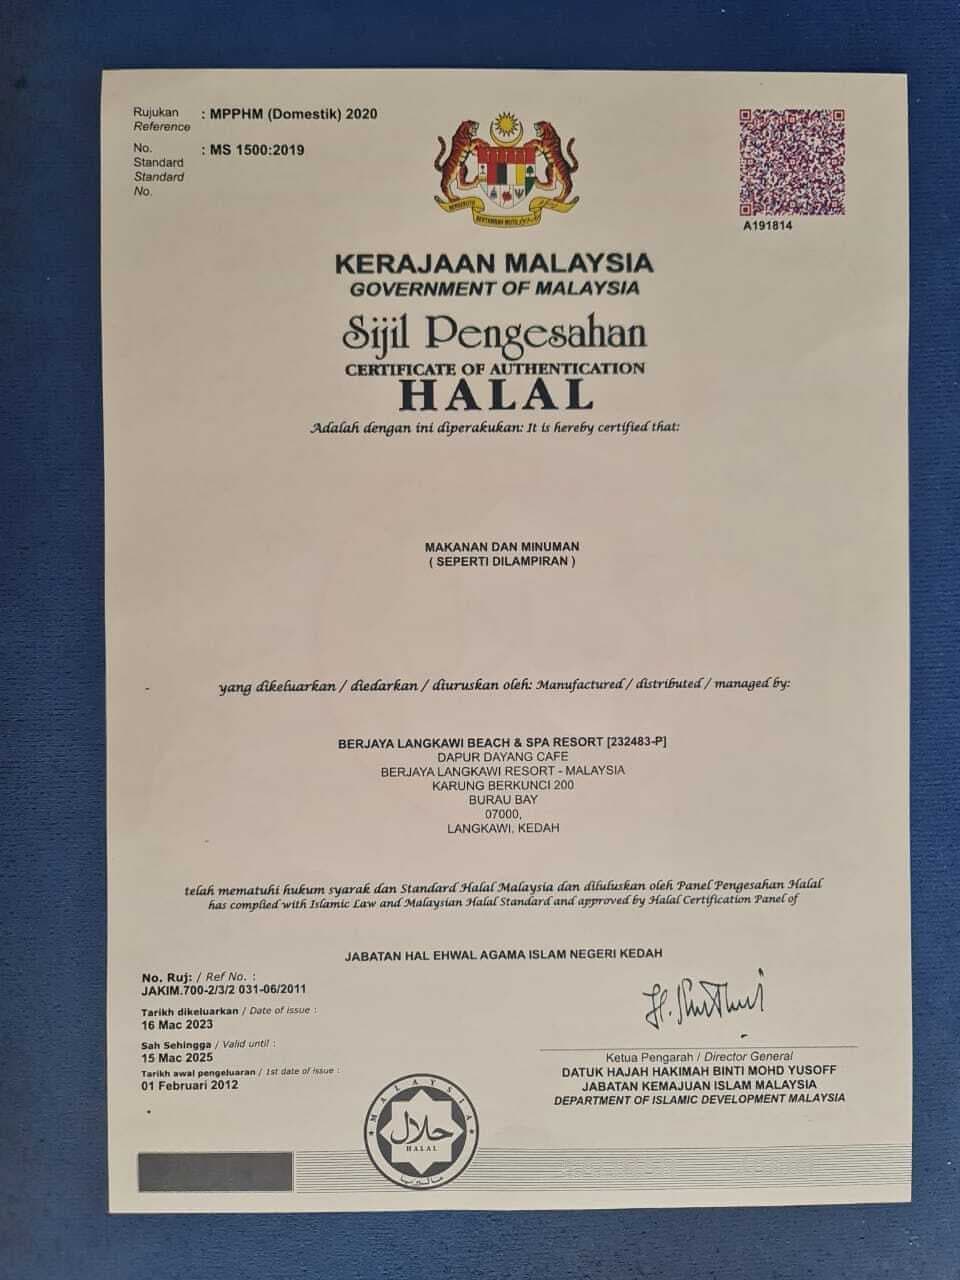 Rujukan : MPPHM (Domestik) 2020
Reference
No. : MS 1500:2019
Standard
Standard
No.
A191814
KERAJAAN MALAYSIA
GOVERNMENT OF MALAYSIA
Sijil Pengesahan
CERTIFICATE OF AUTHENTICATION
HALAL
Adalah dengan ini diperakukan: It is hereby certified that:
MAKANAN DAN MINUMAN
( SEPERTI DILAMPIRAN )
yang dikeluarkan / diedarkan / diuruskan oleh: Manufactured / distributed / managed by:
BERJAYA LANGKAWI BEACH & SPA RESORT [232483-P]
DAPUR DAYANG CAFE
BERJAYA LANGKAWI RESORT - MALAYSIA
KARUNG BERKUNCI 200
BURAU BAY
07000,
LANGKAWI, KEDAH
telah mematuhi hukum syarak dan Standard Halal Malaysia dan diluluskan oleh Panel Pengesahan Halal
has complied with Islamic Law and Malaysian Halal Standard and approved by Halal Certification Panel of
JABATAN HAL EHWAL AGAMA ISLAM NEGERI KEDAH
No. Ruj: / Ref No. :
JAKIM.700-2/3/2 031-06/2011
Tarikh dikeluarkan / Date of issue :
16 Mac 2023
Sah Sehingga / Valid until :
15 Mac 2025
Tarikh awal pengeluaran / 1st date of issue :
01 Februari 2012
Ketua Pengarah / Director General
DATUK HAJAH HAKIMAH BINTI MOHD YUSOFF
JABATAN KEMAJUAN ISLAM MALAYSIA
DEPARTMENT OF ISLAMIC DEVELOPMENT MALAYSIA
MALAYSIA
حلال
HALAL
مليسيا